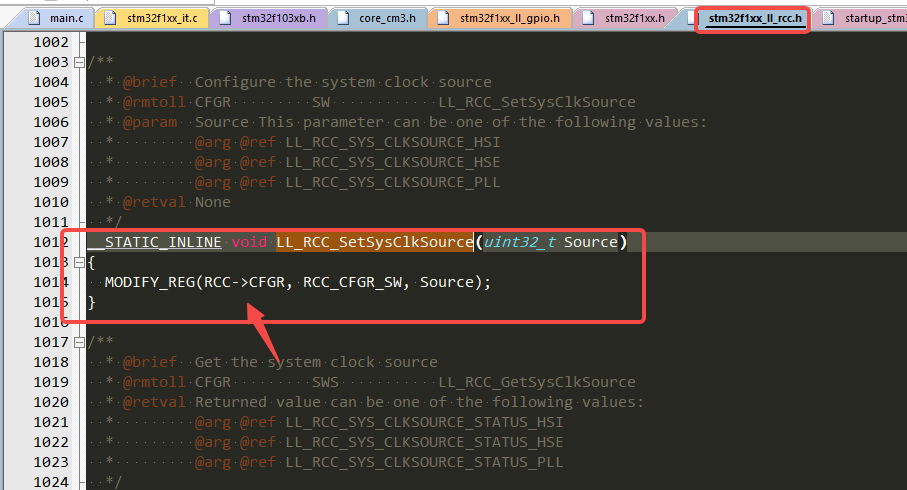 main.c stm32f1xx_it.c stm32f103xb.h core_cm3.h stm32f1xx_ll_gpio.h stm32f1xx.h stm32f1xx_ll_rcc.h startup_stm3
1002
1003 /**
1004 * @brief Configure the system clock source
1005 * @rmtoll CFGR SW LL_RCC_SetSysClkSource
1006 * @param Source This parameter can be one of the following values:
1007 * @arg @ref LL_RCC_SYS_CLKSOURCE_HSI
1008 * @arg @ref LL_RCC_SYS_CLKSOURCE_HSE
1009 * @arg @ref LL_RCC_SYS_CLKSOURCE_PLL
1010 * @retval None
1011 */
1012 __STATIC_INLINE void LL_RCC_SetSysClkSource(uint32_t Source)
1013 {
1014 MODIFY_REG(RCC->CFGR, RCC_CFGR_SW, Source);
1015 }
1016
1017 /**
1018 * @brief Get the system clock source
1019 * @rmtoll CFGR SWS LL_RCC_GetSysClkSource
1020 * @retval Returned value can be one of the following values:
1021 * @arg @ref LL_RCC_SYS_CLKSOURCE_STATUS_HSI
1022 * @arg @ref LL_RCC_SYS_CLKSOURCE_STATUS_HSE
1023 * @arg @ref LL_RCC_SYS_CLKSOURCE_STATUS_PLL
1024 */